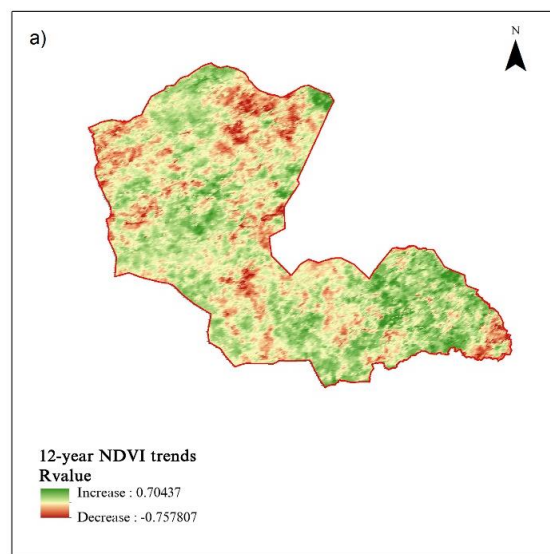 a)
N
12-year NDVI trends
Rvalue
Increase : 0.70437
Decrease : -0.757807